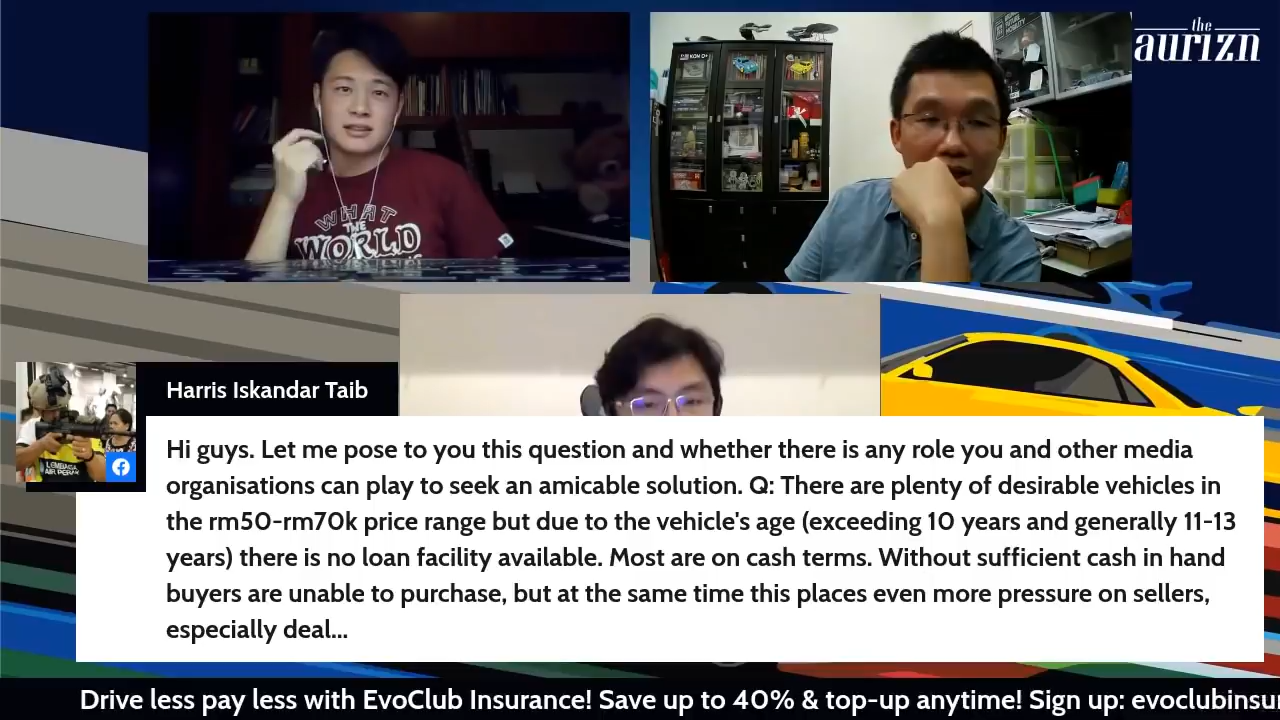 the
aurizn
WHAT
THE
WORLD
Harris Iskandar Taib
Hi guys. Let me pose to you this question and whether there is any role you and other media
organisations can play to seek an amicable solution. Q: There are plenty of desirable vehicles in
the rm50-rm70k price range but due to the vehicle's age (exceeding 10 years and generally 11-13
years) there is no loan facility available. Most are on cash terms. Without sufficient cash in hand
buyers are unable to purchase, but at the same time this places even more pressure on sellers,
especially deal...
Drive less pay less with EvoClub Insurance! Save up to 40% & top-up anytime! Sign up: evoclubinsu